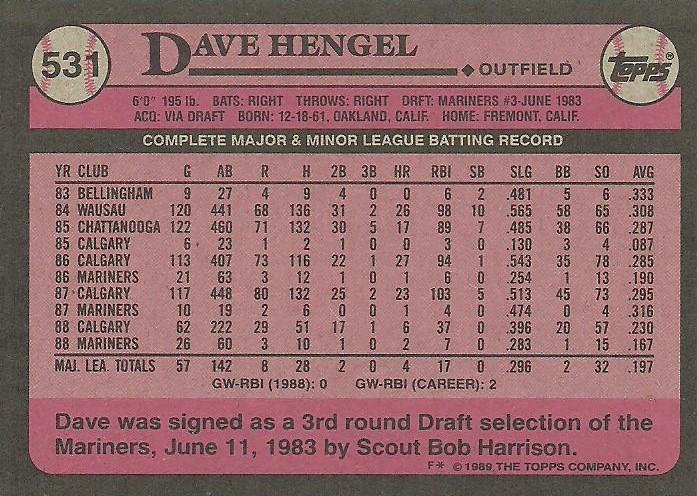 531
DAVE HENGEL
OUTFIELD
TOPPS®
6'0" 195 lb. BATS: RIGHT THROWS: RIGHT DRFT: MARINERS #3-JUNE 1983
ACQ: VIA DRAFT BORN: 12-18-61, OAKLAND, CALIF. HOME: FREMONT, CALIF.
COMPLETE MAJOR & MINOR LEAGUE BATTING RECORD
YR CLUB G AB R H 2B 3B HR RBI SB SLG BB SO AVG
83 BELLINGHAM 9 27 4 9 4 0 0 6 2 .481 5 6 .333
84 WAUSAU 120 441 68 136 31 2 26 98 10 .565 58 65 .308
85 CHATTANOOGA 122 460 71 132 30 5 17 89 7 .485 38 66 .287
85 CALGARY 6 23 1 2 1 0 0 3 0 .130 3 4 .087
86 CALGARY 113 407 73 116 22 1 27 94 1 .543 35 78 .285
86 MARINERS 21 63 3 12 1 0 1 6 0 .254 1 13 .190
87 CALGARY 117 448 80 132 25 2 23 103 5 .513 45 73 .295
87 MARINERS 10 19 2 6 0 0 1 4 0 .474 0 4 .316
88 CALGARY 62 222 29 51 17 1 6 37 0 .396 20 57 .230
88 MARINERS 26 60 3 10 1 0 2 7 0 .283 1 15 .167
MAJ. LEA. TOTALS 57 142 8 28 2 0 4 17 0 .296 2 32 .197
GW-RBI (1988): 0 GW-RBI (CAREER): 2
Dave was signed as a 3rd round Draft selection of the
Mariners, June 11, 1983 by Scout Bob Harrison.
F* ©1989 THE TOPPS COMPANY, INC.